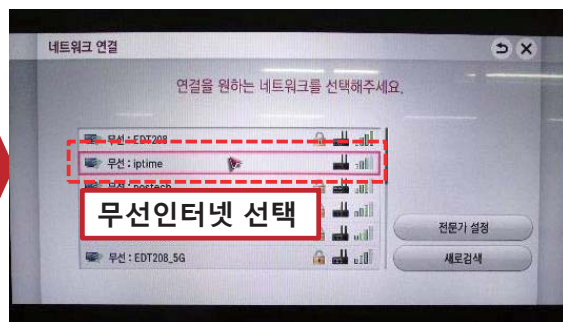 네트워크 연결
연결을 원하는 네트워크를 선택해주세요.
무선 : EDT208
무선 : iptime
무선 : postech
무선인터넷 선택
전문가 설정
무선 : EDT208_5G
새로검색